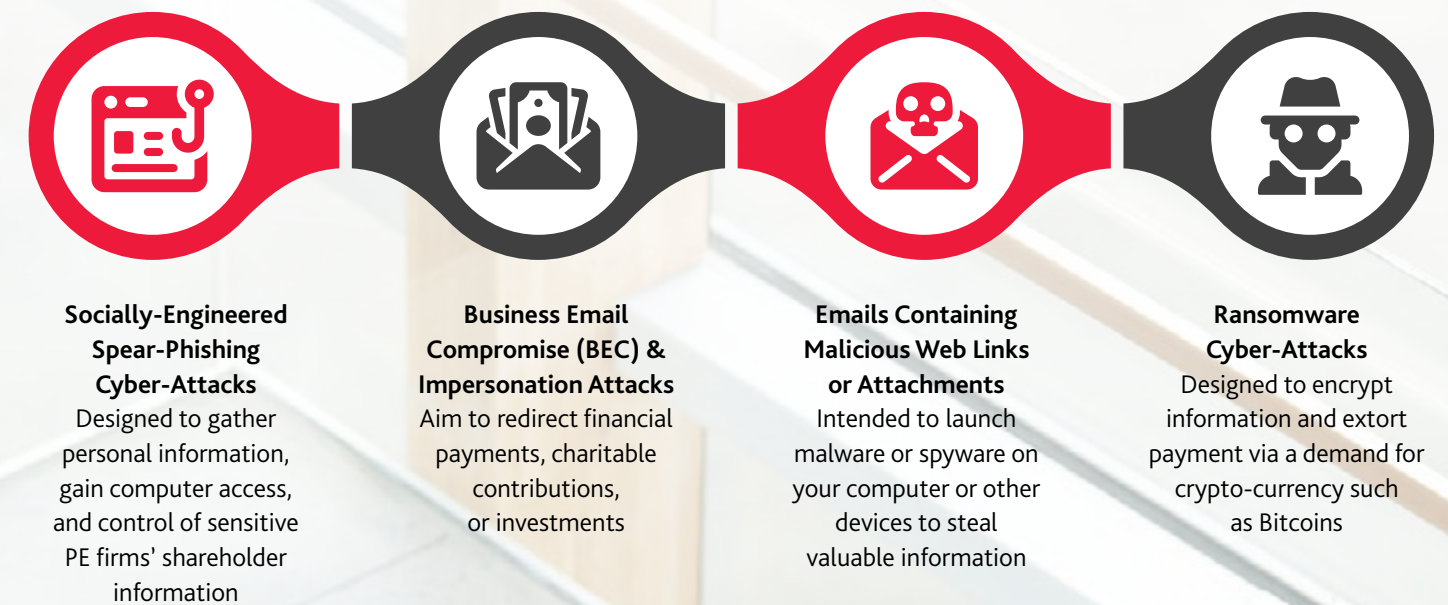 Socially-Engineered
Spear-Phishing
Cyber-Attacks
Designed to gather
personal information,
gain computer access,
and control of sensitive
PE firms' shareholder
information
Business Email
Compromise (BEC) &
Impersonation Attacks
Aim to redirect financial
payments, charitable
contributions,
or investments
Emails Containing
Malicious Web Links
or Attachments
Intended to launch
malware or spyware on
your computer or other
devices to steal
valuable information
Ransomware
Cyber-Attacks
Designed to encrypt
information and extort
payment via a demand for
crypto-currency such
as Bitcoins